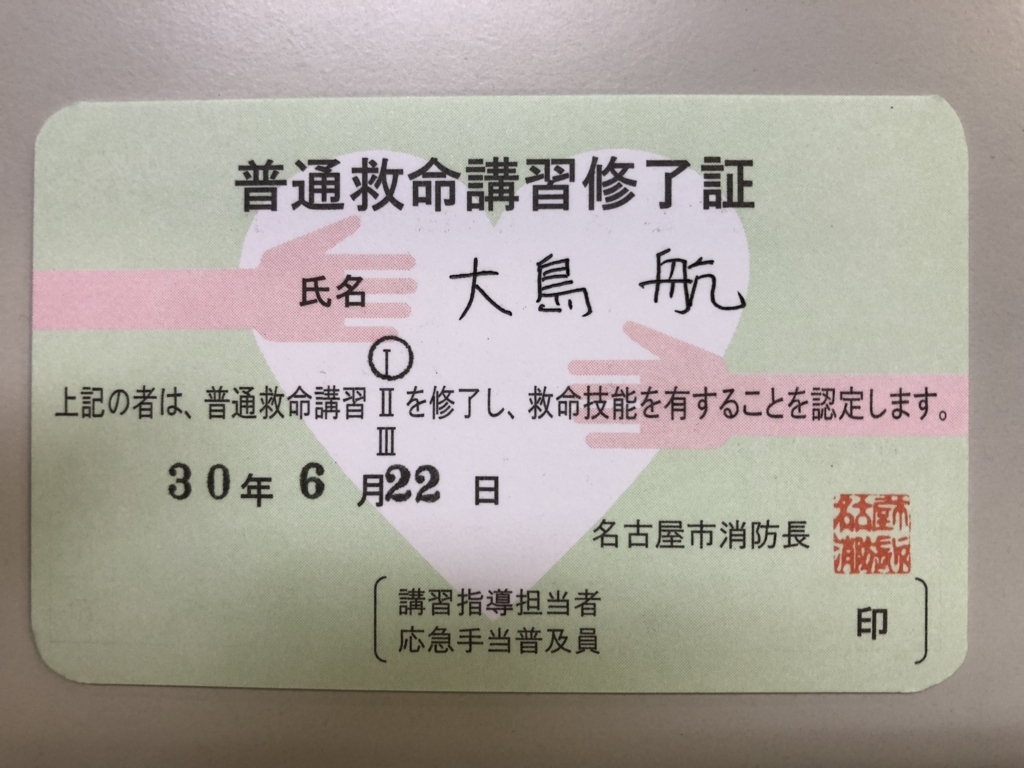 普通救命講習修了証
氏名 大島 航
Ⅰ
上記の者は、普通救命講習Ⅱを修了し、救命技能を有することを認定します。
Ⅲ
30年 6月22日
名古屋市消防長
名古屋市
消防長印
講習指導担当者
応急手当普及員
印